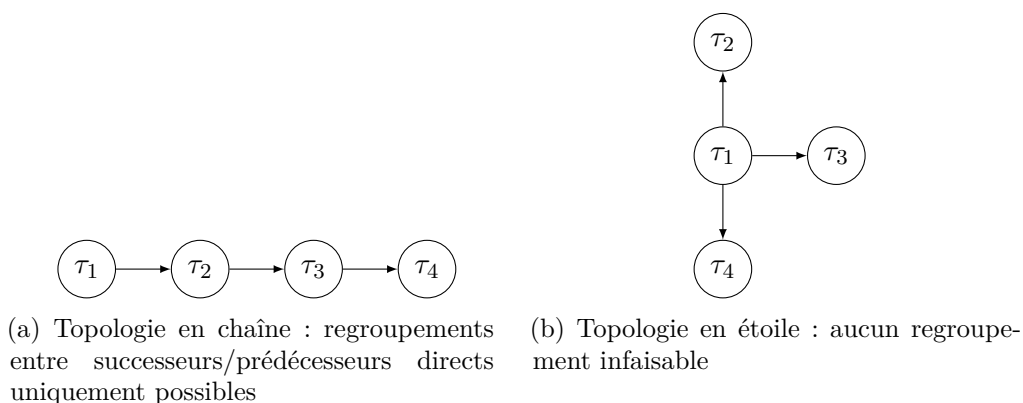 τ2
τ1 τ3
τ4
τ1 τ2 τ3 τ4
(a) Topologie en chaîne : regroupements
entre successeurs/prédécesseurs directs
uniquement possibles
(b) Topologie en étoile : aucun regroupe-
ment infaisable